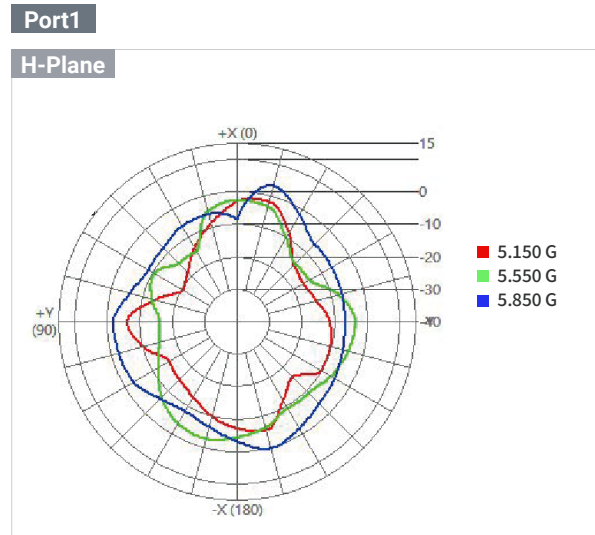 Port1
H-Plane
+X (0)
15
0
-10
-20
-30
+Y
(90)
-X (180)
5.150 G
5.550 G
5.850 G